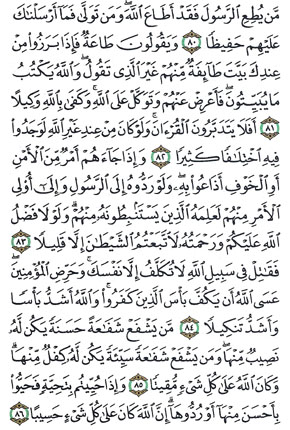 مَّن يُطِعِ ٱلرَّسُولَ فَقَدْ أَطَاعَ ٱللَّهَۖ وَمَن تَوَلَّىٰ فَمَآ أَرْسَلْنَٰكَ
عَلَيْهِمْ حَفِيظًا ٨٠ وَيَقُولُونَ طَاعَةٌۖ فَإِذَا بَرَزُواْ مِنْ
عِندِكَ بَيَّتَ طَآئِفَةٌ مِّنْهُمْ غَيْرَ ٱلَّذِى تَقُولُۖ وَٱللَّهُ يَكْتُبُ
مَا يُبَيِّتُونَۖ فَأَعْرِضْ عَنْهُمْ وَتَوَكَّلْ عَلَى ٱللَّهِۚ وَكَفَىٰ بِٱللَّهِ وَكِيلًا
٨١ أَفَلَا يَتَدَبَّرُونَ ٱلْقُرْءَانَۚ وَلَوْ كَانَ مِنْ عِندِ غَيْرِ ٱللَّهِ لَوَجَدُواْ
فِيهِ ٱخْتِلَٰفًا كَثِيرًا ٨٢ وَإِذَا جَآءَهُمْ أَمْرٌ مِّنَ ٱلْأَمْنِ
أَوِ ٱلْخَوْفِ أَذَاعُواْ بِهِۦۖ وَلَوْ رَدُّوهُ إِلَى ٱلرَّسُولِ وَإِلَىٰٓ أُوْلِى
ٱلْأَمْرِ مِنْهُمْ لَعَلِمَهُ ٱلَّذِينَ يَسْتَنۢبِطُونَهُۥ مِنْهُمْۗ وَلَوْلَا فَضْلُ
ٱللَّهِ عَلَيْكُمْ وَرَحْمَتُهُۥ لَٱتَّبَعْتُمُ ٱلشَّيْطَٰنَ إِلَّا قَلِيلًا ٨٣
فَقَٰتِلْ فِى سَبِيلِ ٱللَّهِ لَا تُكَلَّفُ إِلَّا نَفْسَكَۚ وَحَرِّضِ ٱلْمُؤْمِنِينَۖ
عَسَى ٱللَّهُ أَن يَكُفَّ بَأْسَ ٱلَّذِينَ كَفَرُواْۚ وَٱللَّهُ أَشَدُّ بَأْسًا
وَأَشَدُّ تَنكِيلًا ٨٤ مَّن يَشْفَعْ شَفَٰعَةً حَسَنَةً يَكُن لَّهُۥ
نَصِيبٌ مِّنْهَاۖ وَمَن يَشْفَعْ شَفَٰعَةً سَيِّئَةً يَكُن لَّهُۥ كِفْلٌ مِّنْهَاۗ
وَكَانَ ٱللَّهُ عَلَىٰ كُلِّ شَىْءٍ مُّقِيتًا ٨٥ وَإِذَا حُيِّيتُم بِتَحِيَّةٍ فَحَيُّواْ
بِأَحْسَنَ مِنْهَآ أَوْ رُدُّوهَآۗ إِنَّ ٱللَّهَ كَانَ عَلَىٰ كُلِّ شَىْءٍ حَسِيبًا ٨٦